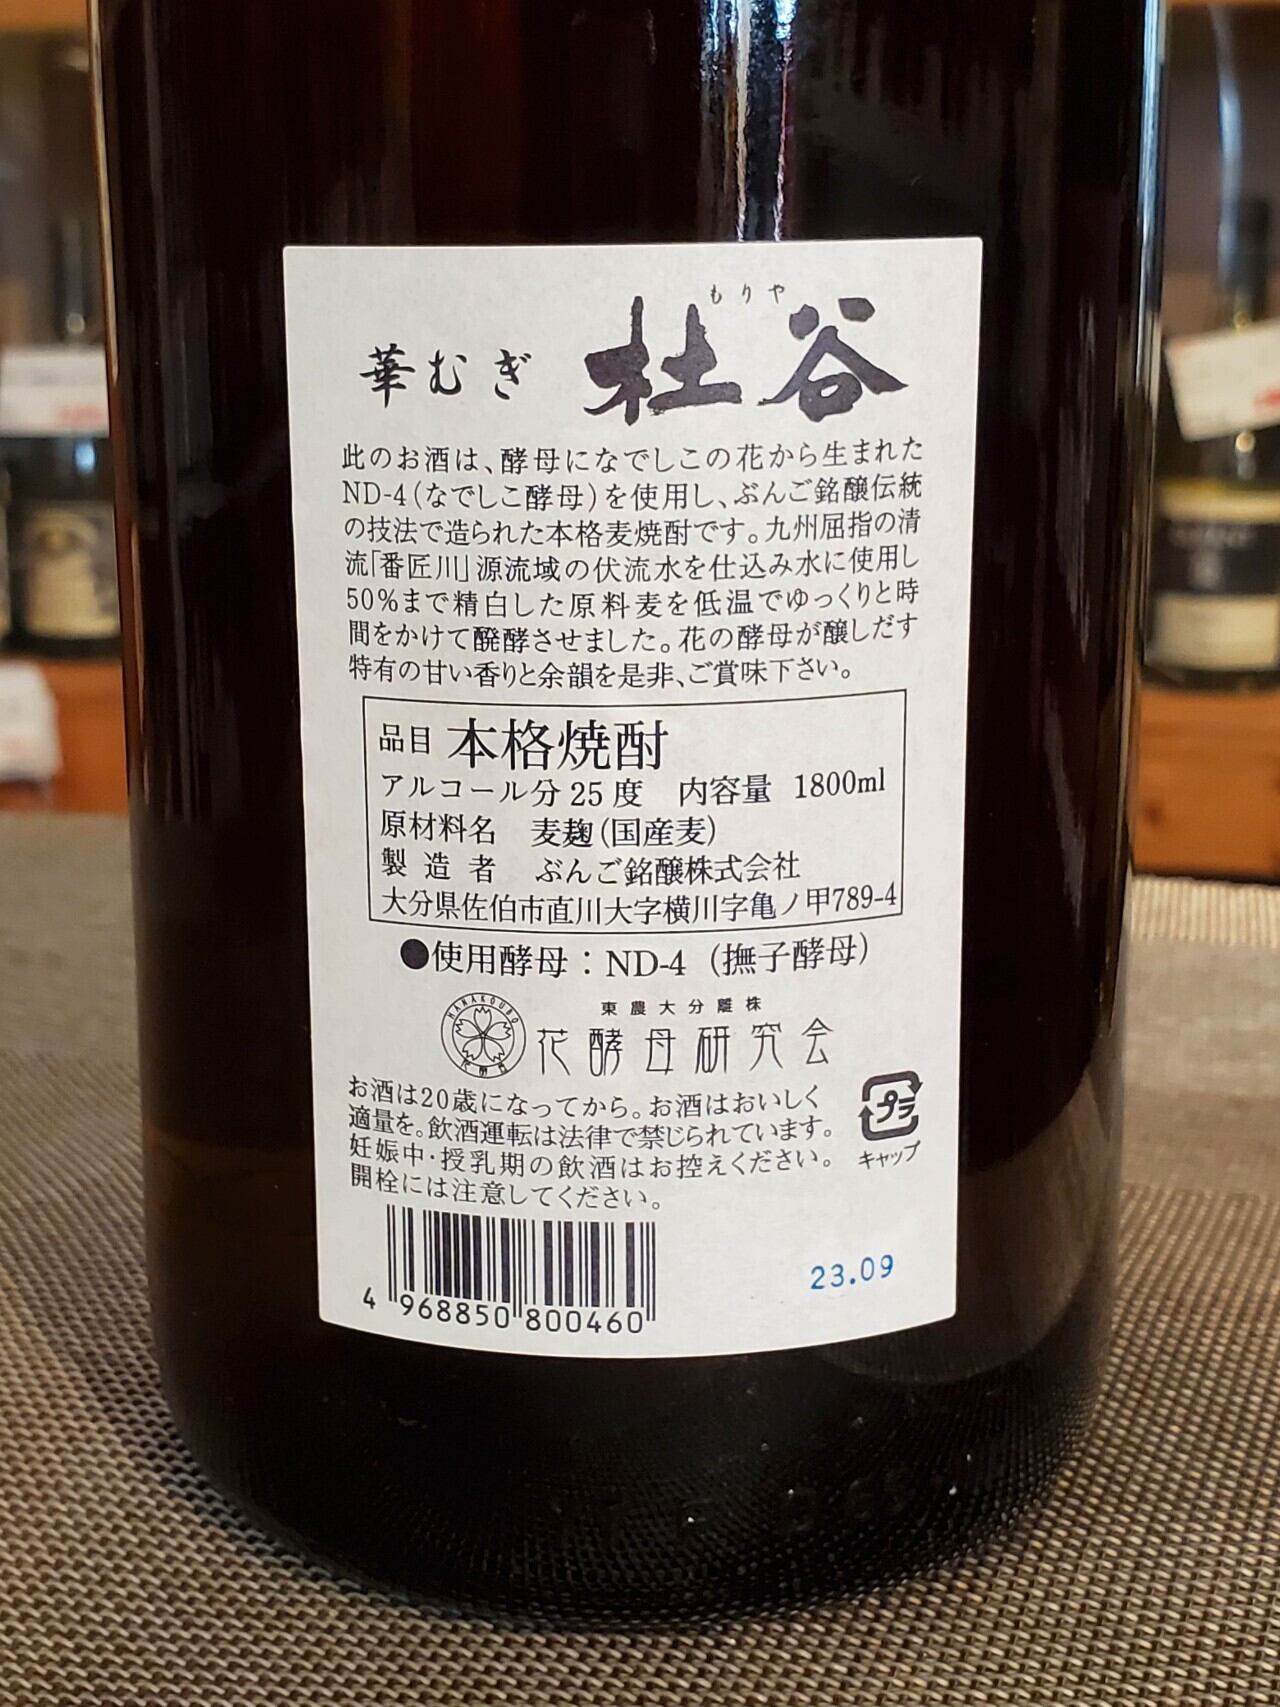 もりや
華むぎ 杜谷
此のお酒は、酵母になでしこの花から生まれた
ND-4(なでしこ酵母)を使用し、ぶんご銘醸伝統
の技法で造られた本格麦焼酎です。九州屈指の清
流「番匠川」源流域の伏流水を仕込み水に使用し
50%まで精白した原料麦を低温でゆっくりと時
間をかけて醗酵させました。花の酵母が醸しだす
特有の甘い香りと余韻を是非、ご賞味下さい。
品目 本格焼酎
アルコール分 25 度 内容量 1800ml
原材料名 麦麹(国産麦)
製造者 ぶんご銘醸株式会社
大分県佐伯市直川大字横川字亀ノ甲789-4
●使用酵母：ND-4 (撫子酵母)
HANAKOUBO
花酵母
東農大分離株
花酵母研究会
お酒は20歳になってから。お酒はおいしく
適量を。飲酒運転は法律で禁じられています。
妊娠中・授乳期の飲酒はお控えください。
開栓には注意してください。
プラ
キャップ
23.09
4 968850 800460